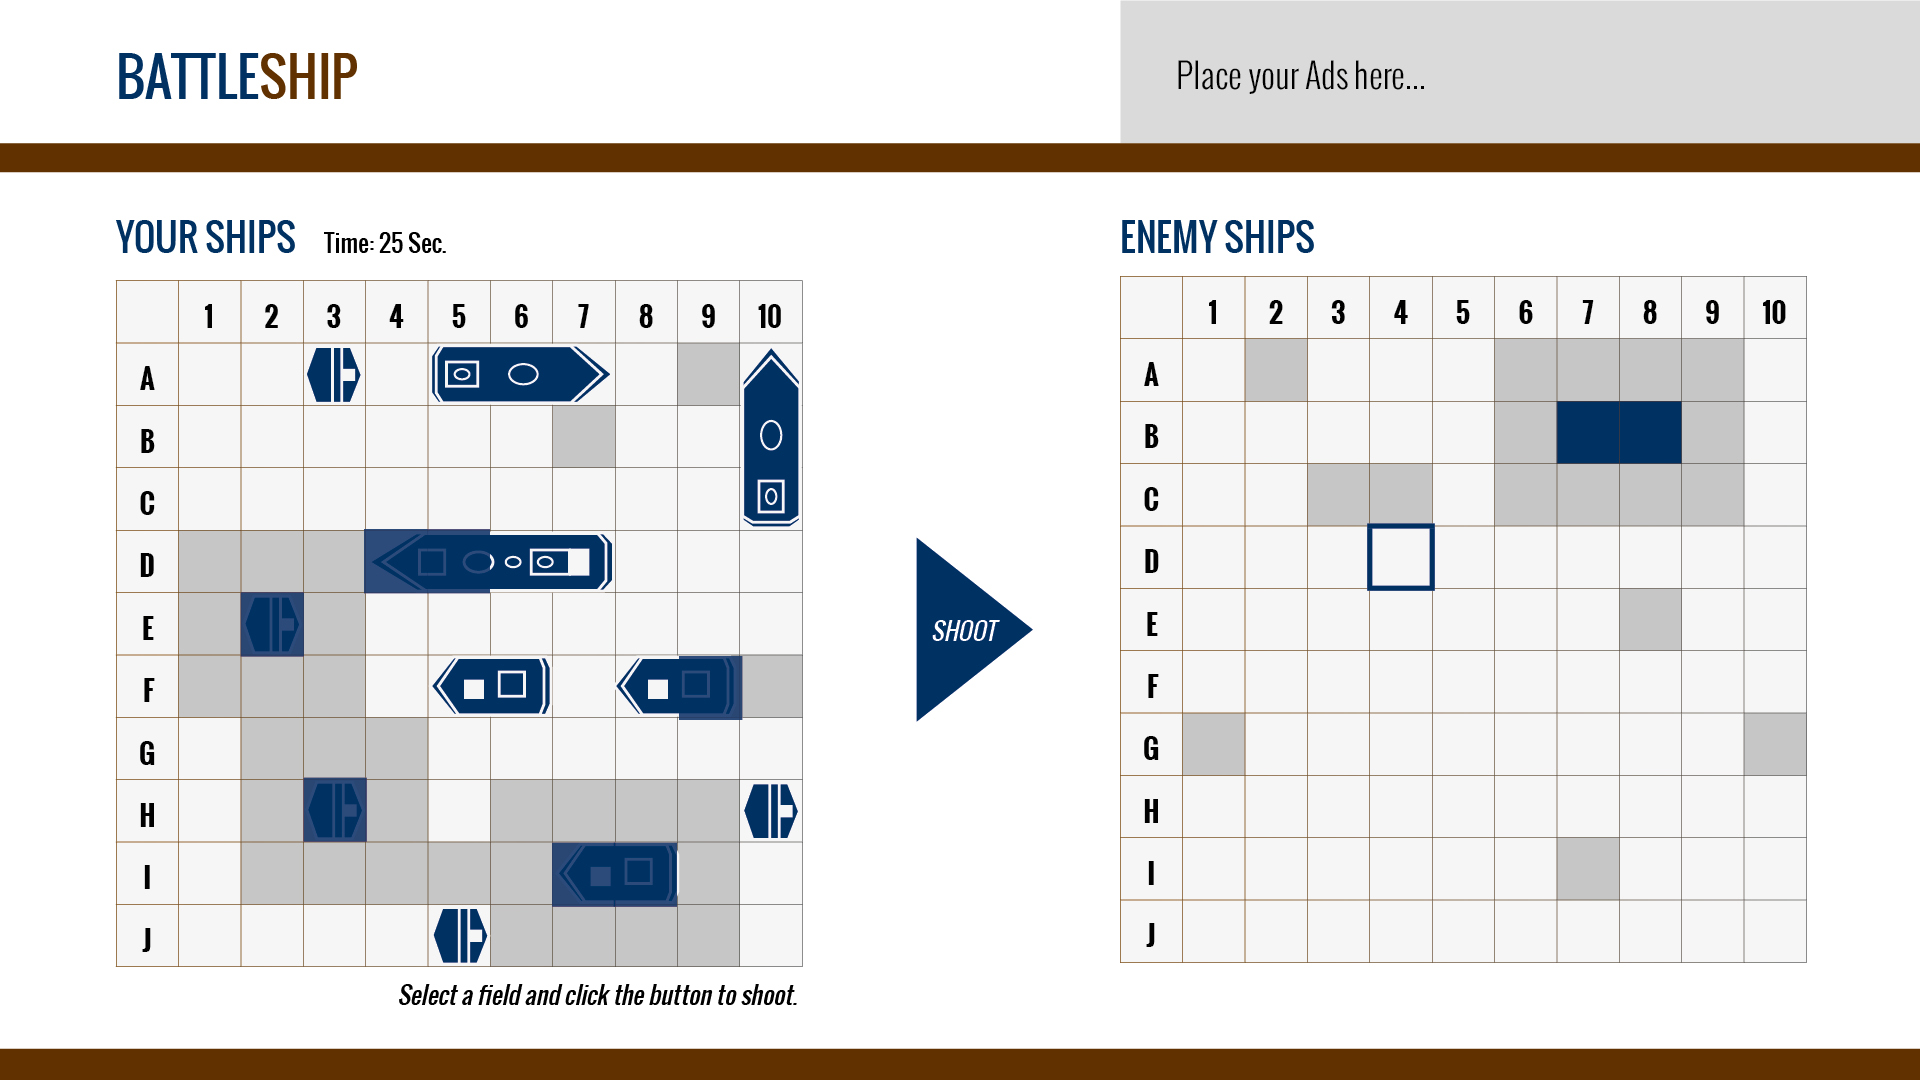 BATTLESHIP
Place your Ads here...
YOUR SHIPS Time: 25 Sec.
1 2 3 4 5 6 7 8 9 10
A
B
C
D
E
F
G
H
I
J
Select a field and click the button to shoot.
SHOOT
ENEMY SHIPS
1 2 3 4 5 6 7 8 9 10
A
B
C
D
E
F
G
H
I
J